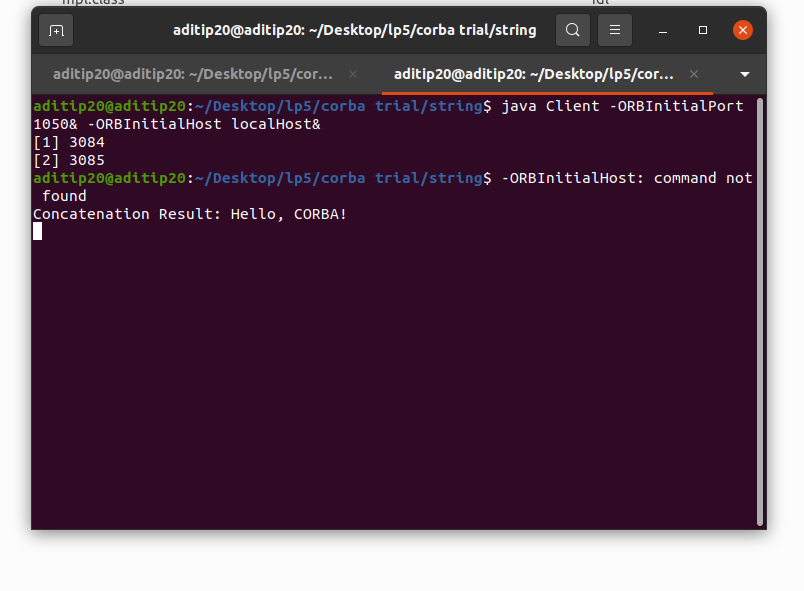 aditip20@aditip20: ~/Desktop/lp5/corba trial/string
aditip20@aditip20: ~/Desktop/lp5/cor...
aditip20@aditip20: ~/Desktop/lp5/cor...
aditip20@aditip20:~/Desktop/lp5/corba trial/string$ java Client -ORBInitialPort
1050& -ORBInitialHost localHost&
[1] 3084
[2] 3085
aditip20@aditip20:~/Desktop/lp5/corba trial/string$ -ORBInitialHost: command not
found
Concatenation Result: Hello, CORBA!